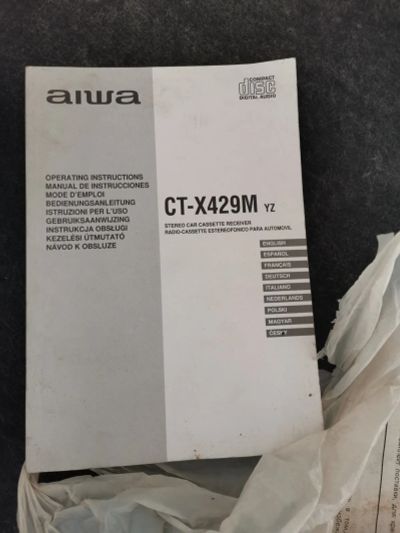 aiwa
COMPACT
disc
DIGITAL AUDIO
OPERATING INSTRUCTIONS
MANUAL DE INSTRUCCIONES
MODE D'EMPLOI
BEDIENUNGSANLEITUNG
ISTRUZIONI PER L'USO
GEBRUIKSAANWIJZING
INSTRUKCJA OBSŁUGI
KEZELÉSI ÚTMUTATÓ
NÁVOD K OBSLUZE
CT-X429M YZ
STEREO CAR CASSETTE RECEIVER
RADIO-CASSETTE ESTEREOFONICO PARA AUTOMOVIL
ENGLISH
ESPAÑOL
FRANÇAIS
DEUTSCH
ITALIANO
NEDERLANDS
POLSKI
MAGYAR
ČESKY